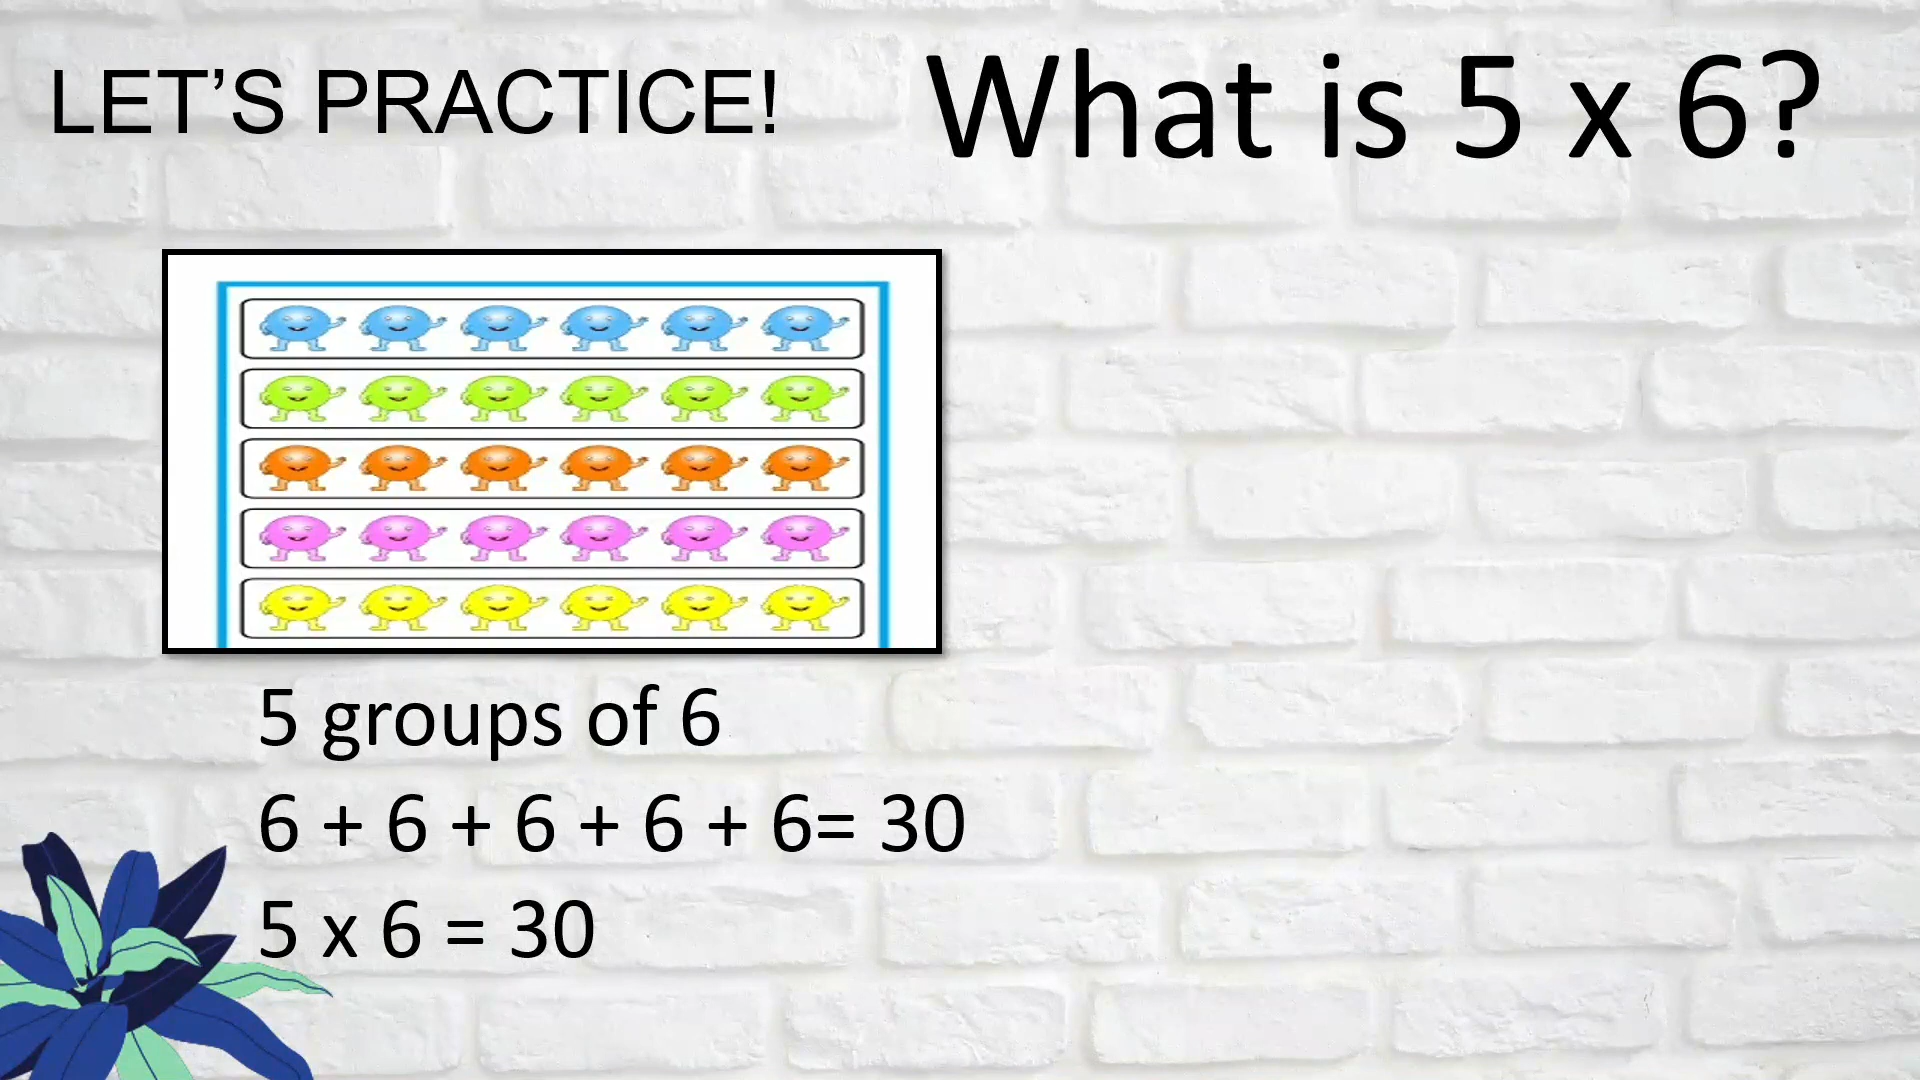 LET’S PRACTICE!
What is 5 x 6?
5 groups of 6
6 + 6 + 6 + 6 + 6= 30
5 x 6 = 30